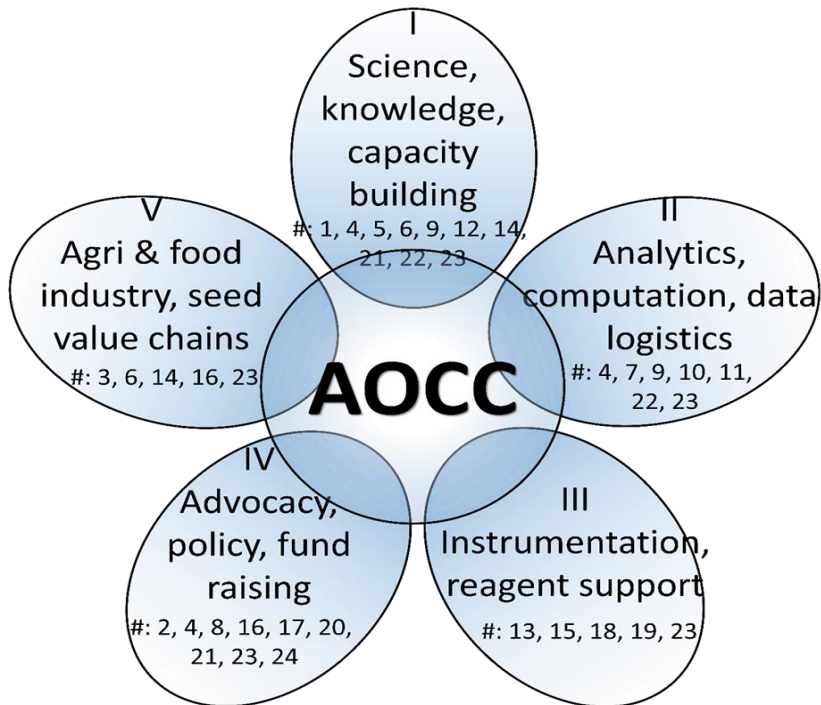 I
Science,
knowledge,
capacity
building
#: 1, 4, 5, 6, 9, 12, 14,
21, 22, 23
II
Analytics,
computation, data
logistics
#: 4, 7, 9, 10, 11,
22, 23
III
Instrumentation,
reagent support
#: 13, 15, 18, 19, 23
IV
Advocacy,
policy, fund
raising
#: 2, 4, 8, 16, 17, 20,
21, 23, 24
V
Agri & food
industry, seed
value chains
#: 3, 6, 14, 16, 23
AOCC